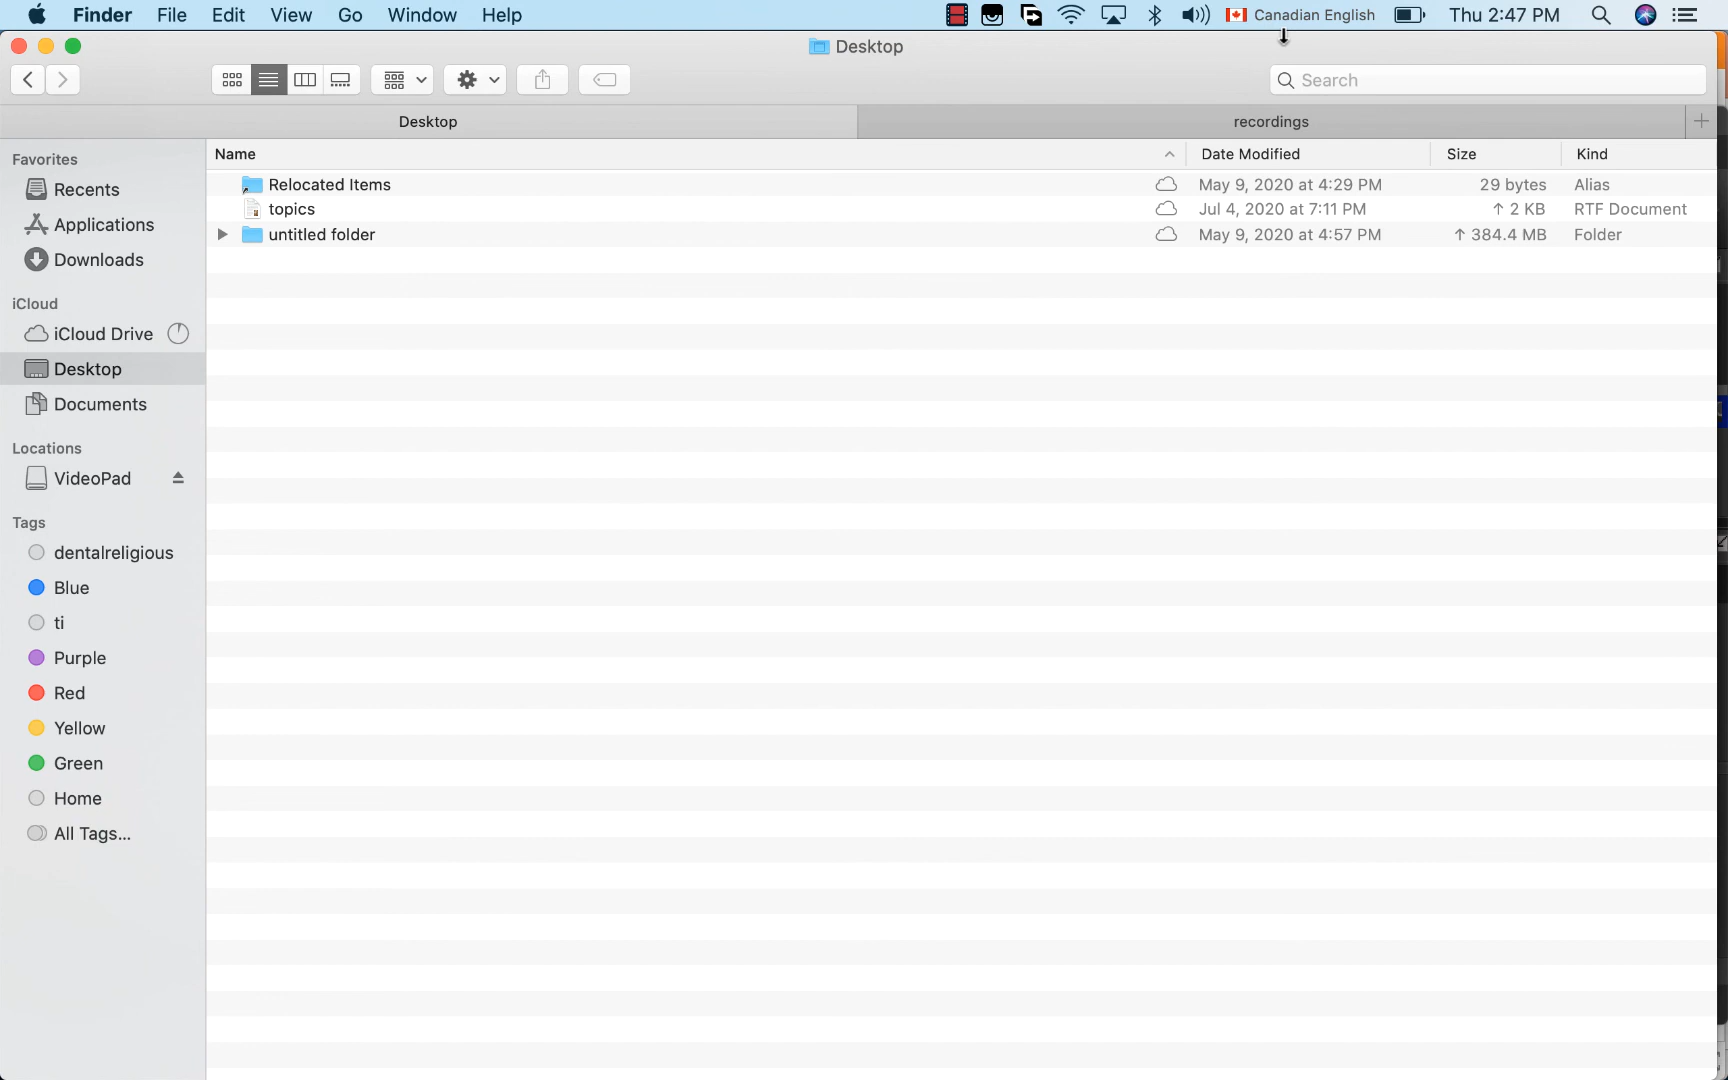 Finder File Edit View Go Window Help Canadian English Thu 2:47 PM
Desktop
Search
Desktop recordings
Favorites
Recents
Applications
Downloads
iCloud
iCloud Drive
Desktop
Documents
Locations
VideoPad
Tags
dentalreligious
Blue
ti
Purple
Red
Yellow
Green
Home
All Tags...
Name Date Modified Size Kind
Relocated Items May 9, 2020 at 4:29 PM 29 bytes Alias
topics Jul 4, 2020 at 7:11 PM ↑ 2 KB RTF Document
untitled folder May 9, 2020 at 4:57 PM ↑ 384.4 MB Folder